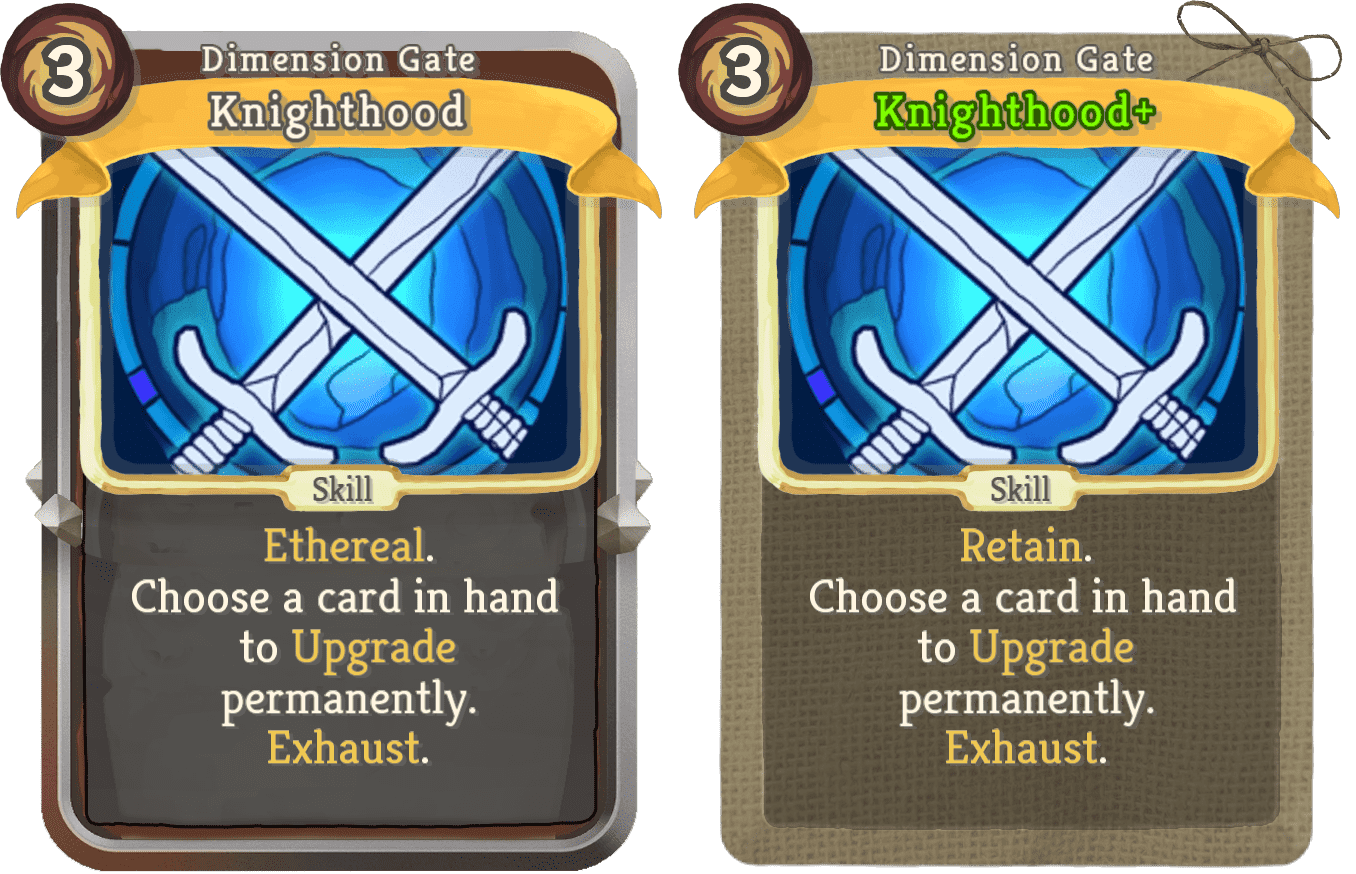 3
Dimension Gate
Knighthood
Skill
Ethereal.
Choose a card in hand
to Upgrade
permanently.
Exhaust.
3
Dimension Gate
Knighthood+
Skill
Retain.
Choose a card in hand
to Upgrade
permanently.
Exhaust.